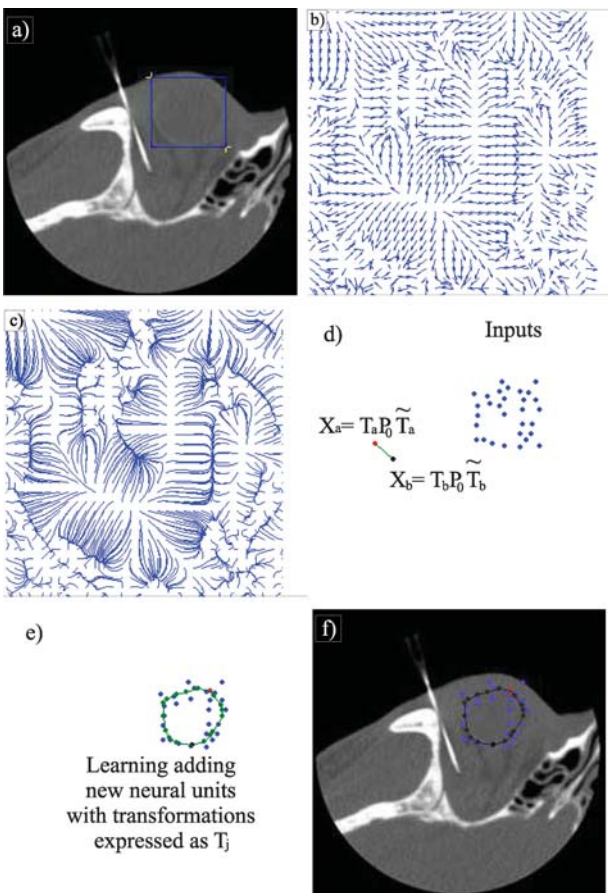 a)
b)
c)
d)
Inputs
Xa= TaP0 T̃a
Xb= TbP0 T̃b
e)
Learning adding
new neural units
with transformations
expressed as Tj
f)